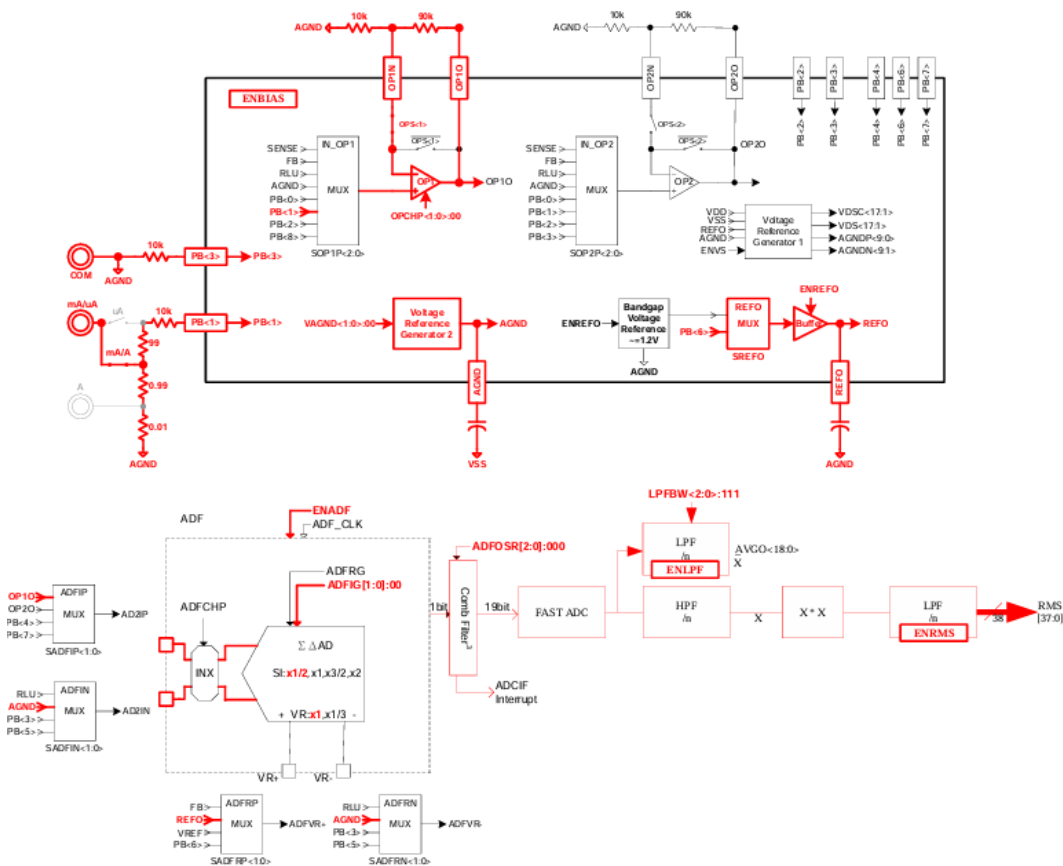 10k
90k
AGND
OP1N
OP1O
10k
90k
AGND
OP2N
OP2O
PB<2>
PB<3>
PB<4>
PB<6>
PB<7>
ENBIAS
OPS<1>
OPS<1>
IN_OP1
SENSE
FB
RLU
AGND
PB<0>
PB<1>
PB<2>
PB<8>
MUX
SOP1P<2:0>
OP1
OP1O
OPCHP<1:0>:00
OPS<2>
OPS<2>
IN_OP2
SENSE
FB
RLU
AGND
PB<0>
PB<1>
PB<2>
PB<3>
MUX
SOP2P<2:0>
OP2
OP2O
PB<2>
PB<3>
PB<4>
PB<6>
PB<7>
VDD
VSS
REFO
AGND
ENVS
Voltage
Reference
Generator 1
VDSC<17:1>
VDS<17:1>
AGNDP<9:0>
AGNDN<9:1>
COM
10k
AGND
PB<3>
PB<3>
mA/uA
uA
10k
PB<1>
PB<1>
99
mA/A
0.99
A
0.01
AGND
VAGND<1:0>:00
Voltage
Reference
Generator 2
AGND
AGND
VSS
ENREFO
Bandgap
Voltage
Reference
~=1.2V
AGND
PB<6>
REFO
MUX
SREFO
ENREFO
Buffer
REFO
REFO
AGND
ADF
ENADF
ADF_CLK
ADFRG
ADFIG[1:0]:00
ADFCHP
INX
Σ Δ AD
SI:x1/2,x1,x3/2,x2
+ VR:x1,x1/3 -
VR+
VR-
OP1O
OP2O
PB<4>
PB<7>
ADFIP
MUX
SADFIP<1:0>
AD2IP
RLU
AGND
PB<3>
PB<5>
ADFIN
MUX
SADFIN<1:0>
AD2IN
FB
REFO
VREF
PB<6>
ADFRP
MUX
SADFRP<1:0>
ADFVR+
RLU
AGND
PB<3>
PB<5>
ADFRN
MUX
SADFRN<1:0>
ADFVR-
1bit
ADFOSR[2:0]:000
Comb Filter³
19bit
ADCIF
Interrupt
FAST ADC
LPFBW<2:0>:111
LPF
/n
ENLPF
AVGO<18:0>
X
HPF
/n
X
X*X
LPF
/n
ENRMS
38
RMS
[37:0]